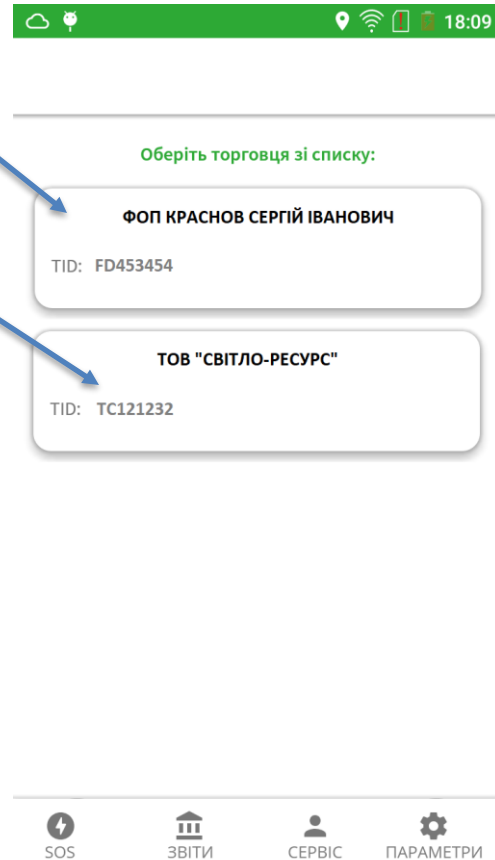 18:09
Оберіть торговця зі списку:
ФОП КРАСНОВ СЕРГІЙ ІВАНОВИЧ
TID: FD453454
ТОВ "СВІТЛО-РЕСУРС"
TID: TC121232
SOS ЗВІТИ СЕРВІС ПАРАМЕТРИ